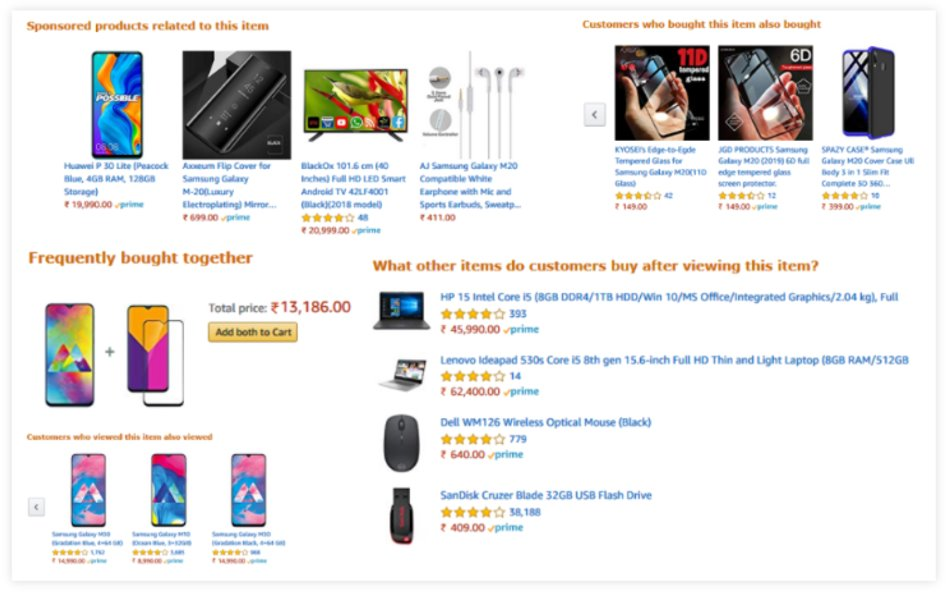 Sponsored products related to this item
Huawei P 30 Lite (Peacock
Blue, 4GB RAM, 128GB
Storage)
₹ 19,990.00 prime
Axxeum Flip Cover for
Samsung Galaxy
M-20(Luxury
Electroplating) Mirror...
₹ 699.00 prime
BlackOx 101.6 cm (40
Inches) Full HD LED Smart
Android TV 42LF4001
(Black)(2018 model)
48
₹ 20,999.00 prime
AJ Samsung Galaxy M20
Compatible White
Earphone with Mic and
Sports Earbuds, Sweatp...
₹ 411.00
POSSIBLE
BLACK
Volume Controller
Customers who bought this item also bought
11D
tempered
glass
6D
KYOSEI's Edge-to-Egde
Tempered Glass for
Samsung Galaxy M20(11D
Glass)
42
₹ 149.00
JGD PRODUCTS Samsung
Galaxy M20 (2019) 6D full
edge tempered glass
screen protector.
12
₹ 149.00 prime
SPAZY CASE® Samsung
Galaxy M20 Cover Case Ult
Body 3 in 1 Slim Fit
Complete 3D 360...
10
₹ 399.00 prime
Frequently bought together
+
Total price: ₹13,186.00
Add both to Cart
Customers who viewed this item also viewed
Samsung Galaxy M30
(Gradation Blue, 4+64 GB)
1,752
₹ 14,990.00 prime
Samsung Galaxy M10
(Ocean Blue, 3+32GB)
₹ 8,990.00 prime
Samsung Galaxy M30
(Gradation Black, 4+64 GB)
₹ 14,990.00 prime
What other items do customers buy after viewing this item?
HP 15 Intel Core i5 (8GB DDR4/1TB HDD/Win 10/MS Office/Integrated Graphics/2.04 kg), Full
393
₹ 45,990.00 prime
Lenovo Ideapad 530s Core i5 8th gen 15.6-inch Full HD Thin and Light Laptop (8GB RAM/512GB
14
₹ 62,400.00 prime
Dell WM126 Wireless Optical Mouse (Black)
779
₹ 640.00 prime
SanDisk Cruzer Blade 32GB USB Flash Drive
38,188
₹ 409.00 prime